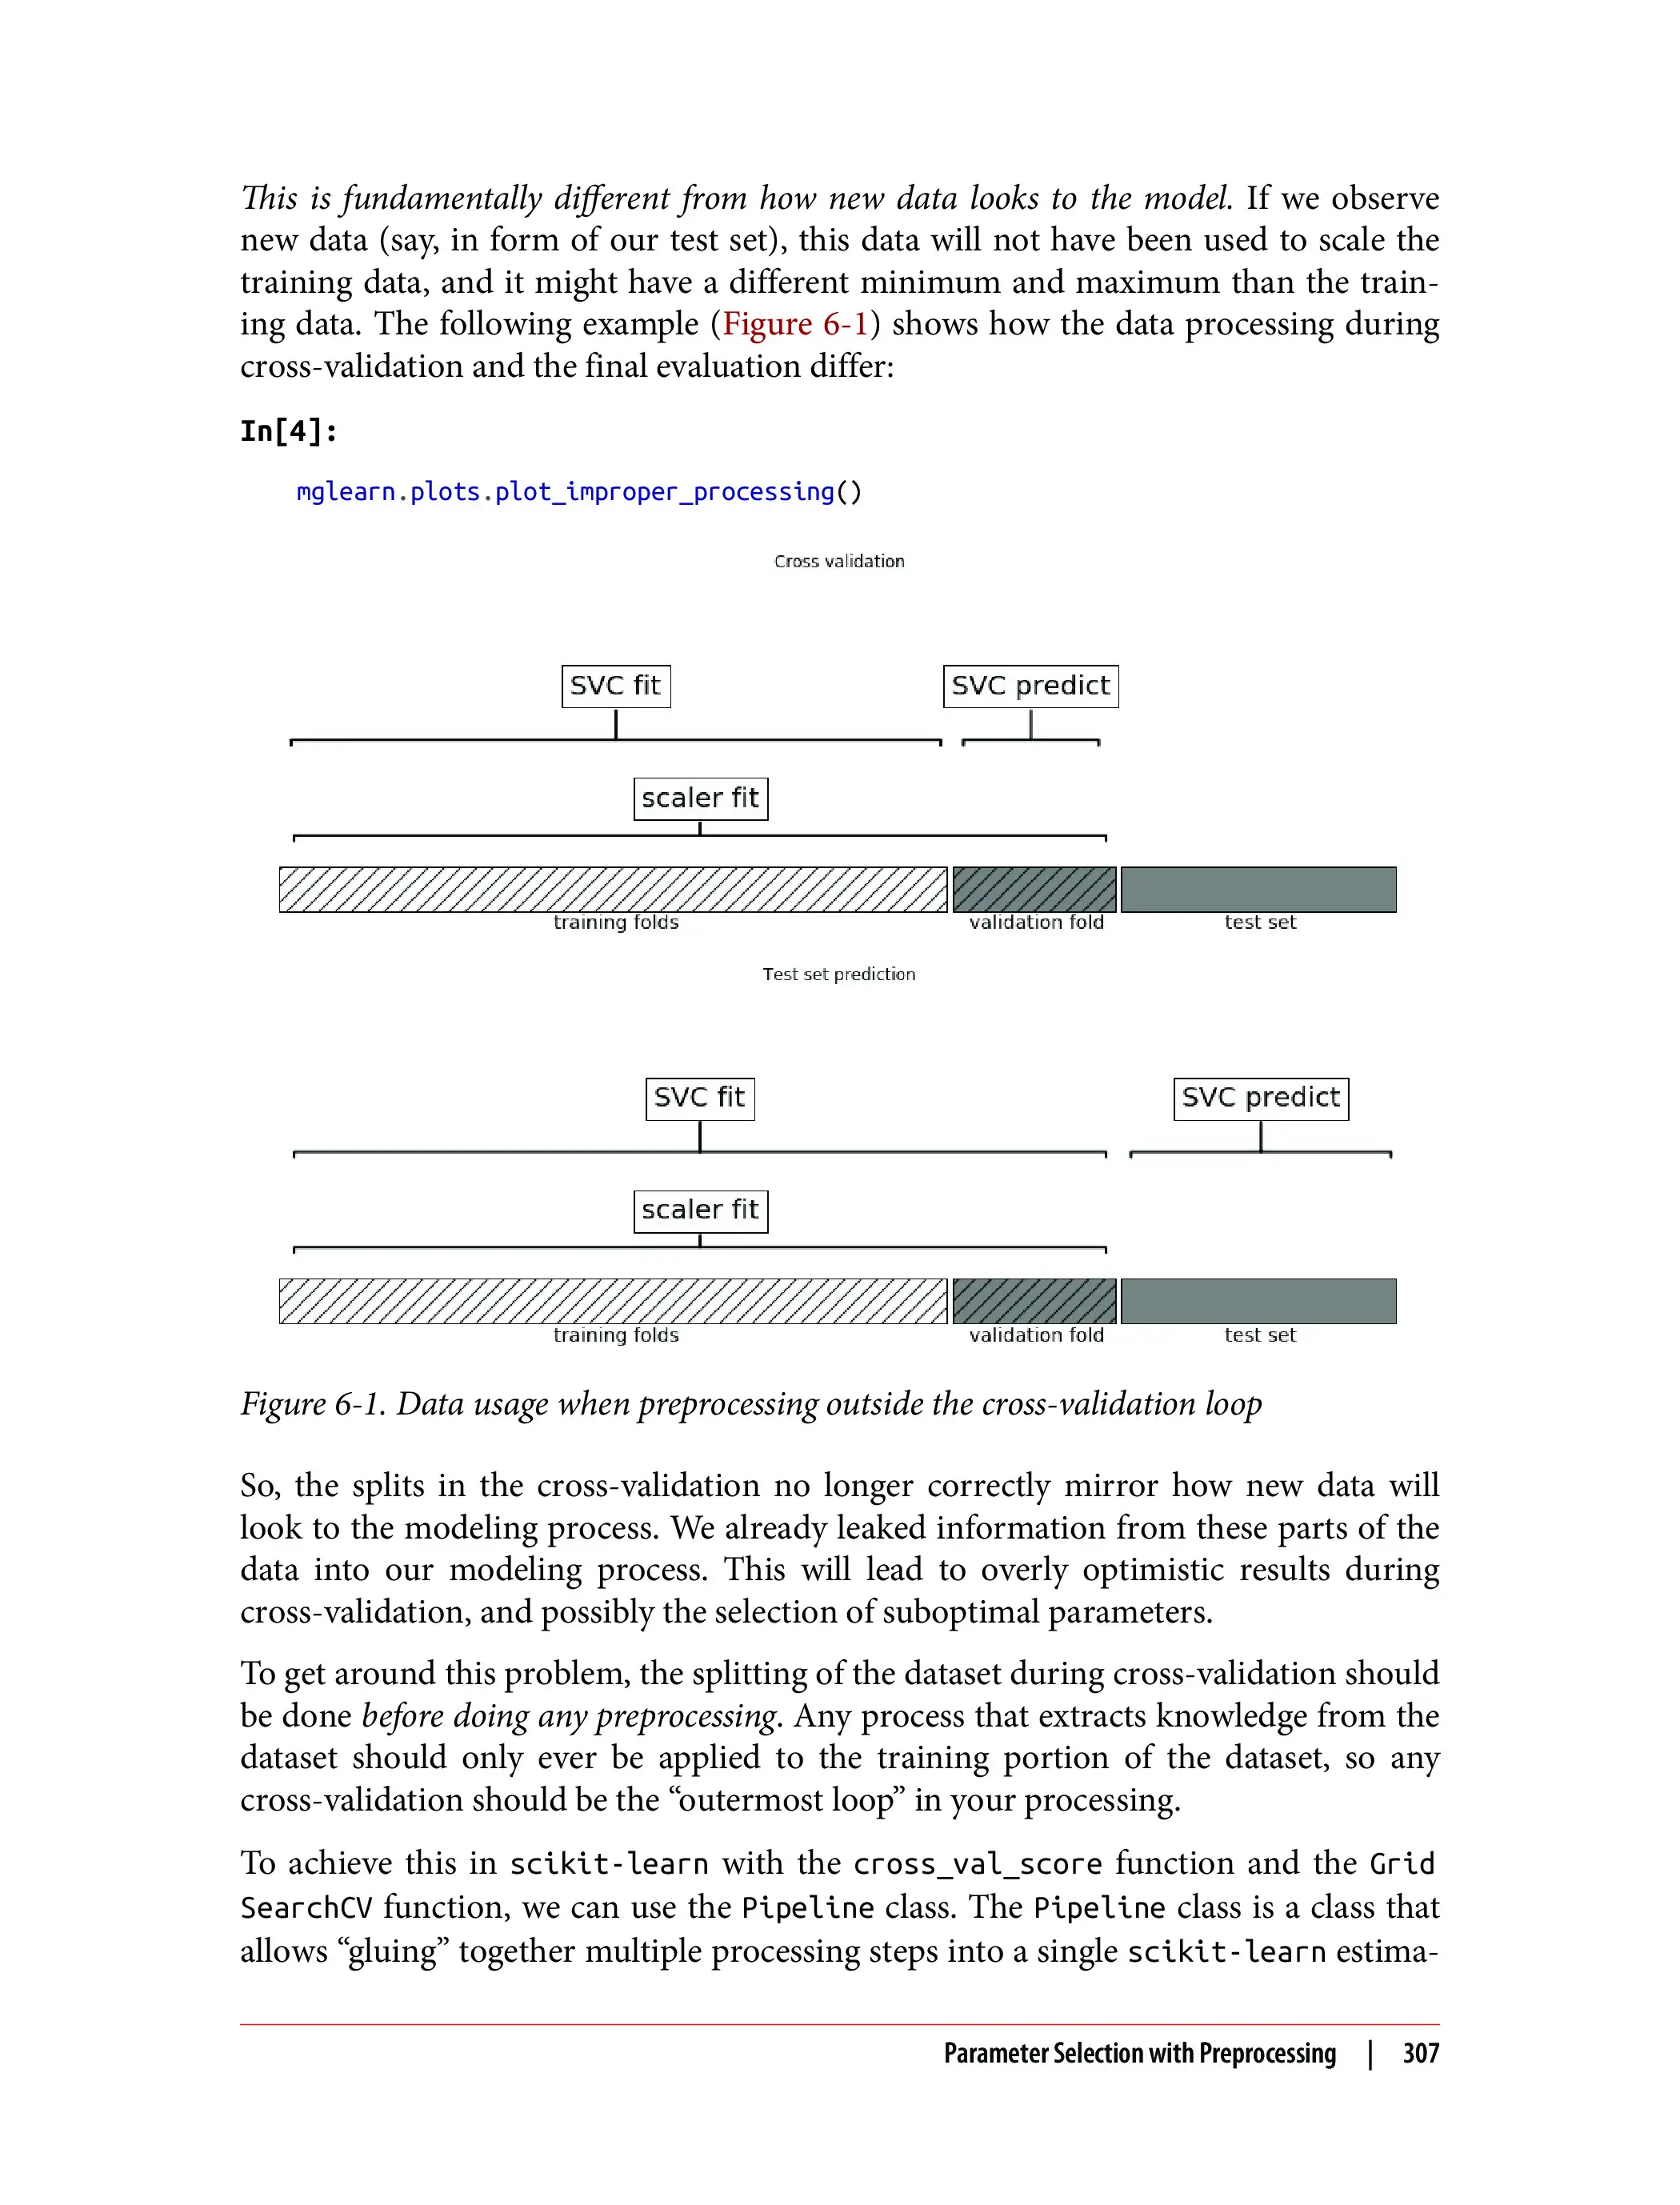 This is fundamentally different from how new data looks to the model. If we observe
new data (say, in form of our test set), this data will not have been used to scale the
training data, and it might have a different minimum and maximum than the train-
ing data. The following example (Figure 6-1) shows how the data processing during
cross-validation and the final evaluation differ:
In[4]:
mglearn.plots.plot_improper_processing()
Cross validation
SVC fit
SVC predict
scaler fit
training folds
validation fold
test set
Test set prediction
SVC fit
SVC predict
scaler fit
training folds
validation fold
test set
Figure 6-1. Data usage when preprocessing outside the cross-validation loop
So, the splits in the cross-validation no longer correctly mirror how new data will
look to the modeling process. We already leaked information from these parts of the
data into our modeling process. This will lead to overly optimistic results during
cross-validation, and possibly the selection of suboptimal parameters.
To get around this problem, the splitting of the dataset during cross-validation should
be done before doing any preprocessing. Any process that extracts knowledge from the
dataset should only ever be applied to the training portion of the dataset, so any
cross-validation should be the “outermost loop” in your processing.
To achieve this in scikit-learn with the cross_val_score function and the Grid
SearchCV function, we can use the Pipeline class. The Pipeline class is a class that
allows “gluing” together multiple processing steps into a single scikit-learn estima-
Parameter Selection with Preprocessing | 307